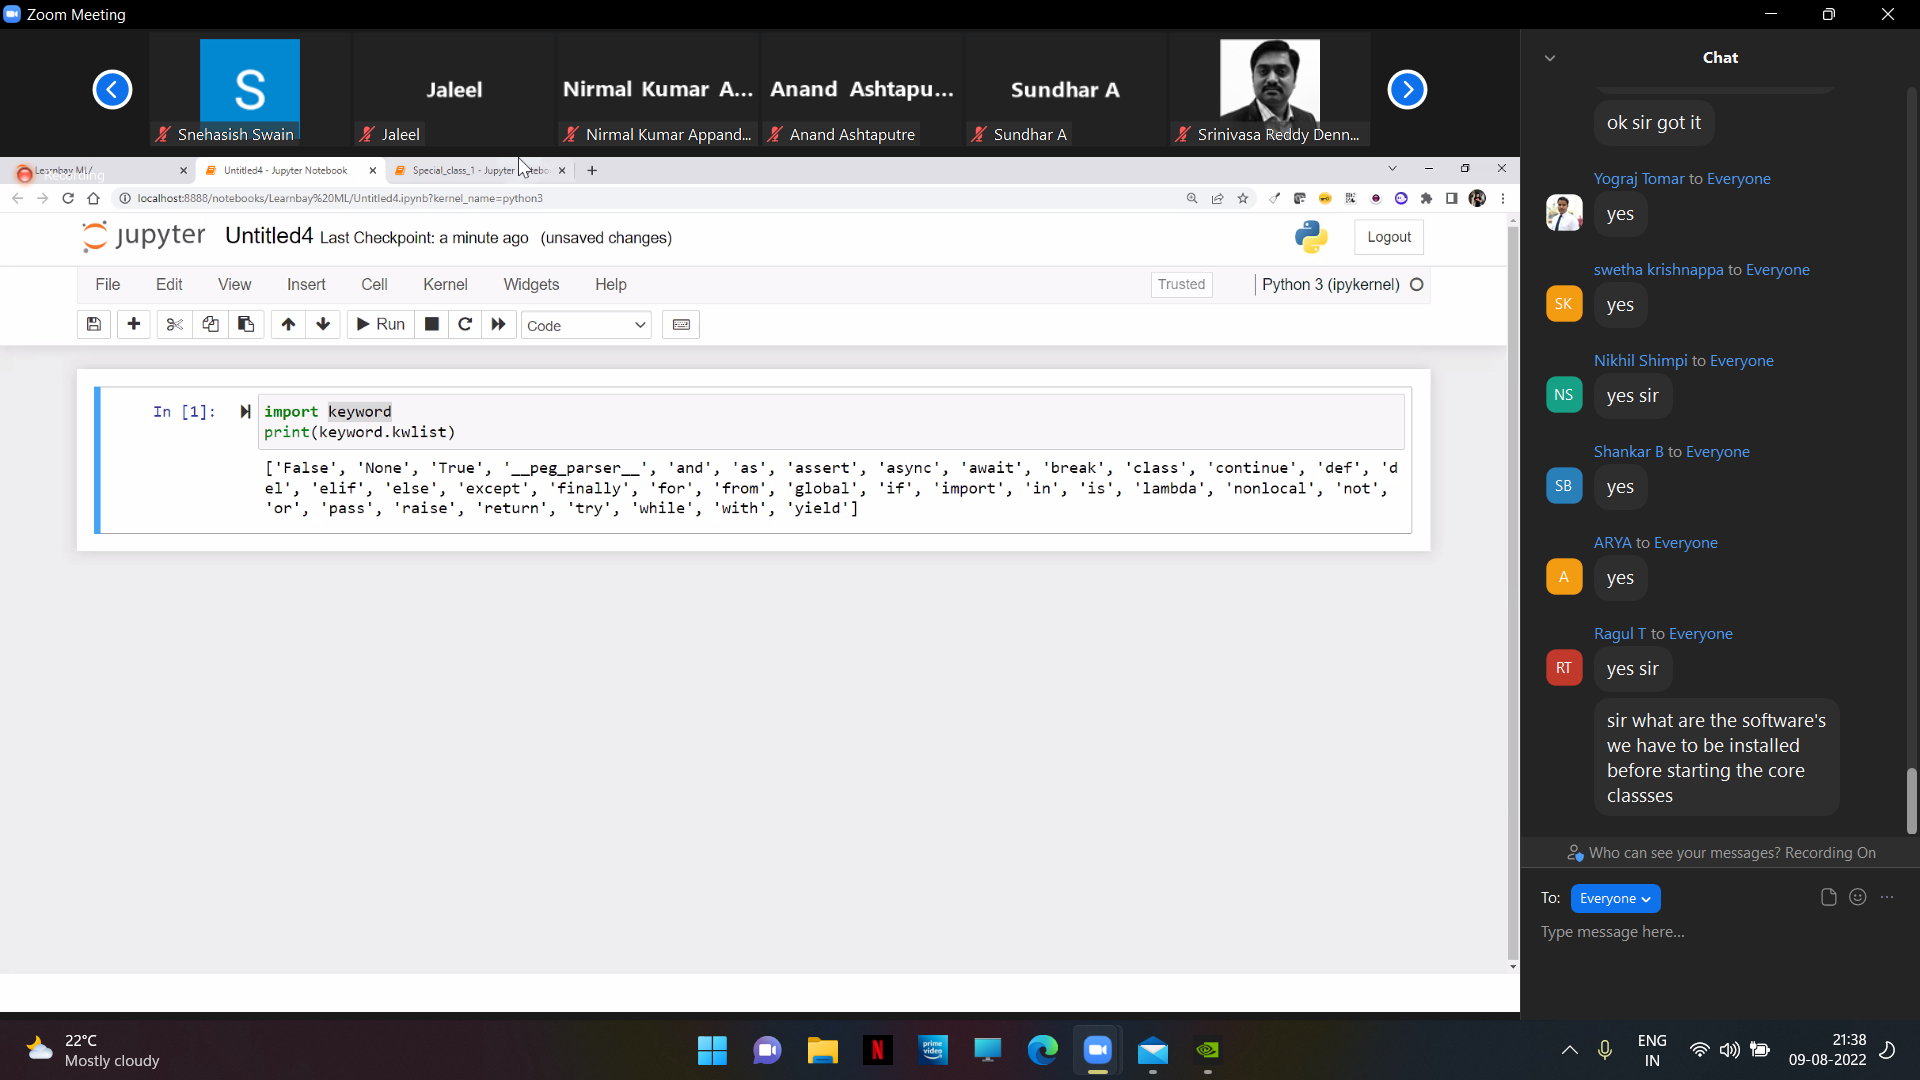 Zoom Meeting
S
Snehasish Swain
Jaleel
Jaleel
Nirmal Kumar A...
Nirmal Kumar Appand...
Anand Ashtapu...
Anand Ashtaputre
Sundhar A
Sundhar A
Srinivasa Reddy Denn...
Learnbay ML/
Recording
Untitled4 - Jupyter Notebook
Special_class_1 - Jupyter
localhost:8888/notebooks/Learnbay%20ML/Untitled4.ipynb?kernel_name=python3
jupyter Untitled4 Last Checkpoint: a minute ago (unsaved changes)
Logout
File Edit View Insert Cell Kernel Widgets Help
Trusted
Python 3 (ipykernel)
Run
Code
In [1]:
import keyword
print(keyword.kwlist)
['False', 'None', 'True', '__peg_parser__', 'and', 'as', 'assert', 'async', 'await', 'break', 'class', 'continue', 'def', 'd
el', 'elif', 'else', 'except', 'finally', 'for', 'from', 'global', 'if', 'import', 'in', 'is', 'lambda', 'nonlocal', 'not',
'or', 'pass', 'raise', 'return', 'try', 'while', 'with', 'yield']
Chat
ok sir got it
Yograj Tomar to Everyone
yes
swetha krishnappa to Everyone
SK
yes
Nikhil Shimpi to Everyone
NS
yes sir
Shankar B to Everyone
SB
yes
ARYA to Everyone
A
yes
Ragul T to Everyone
RT
yes sir
sir what are the software's
we have to be installed
before starting the core
classses
Who can see your messages? Recording On
To: Everyone
Type message here...
22°C
Mostly cloudy
N
prime
video
ENG
IN
21:38
09-08-2022